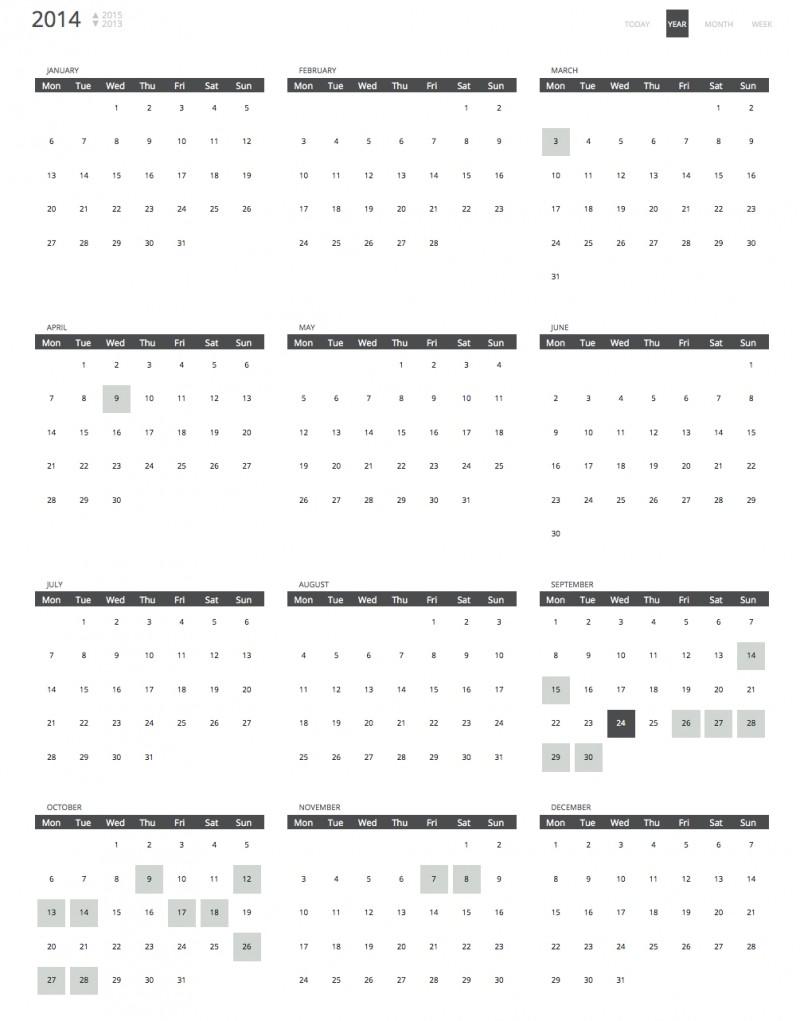 2014 ▲ 2015
▼ 2013
TODAY YEAR MONTH WEEK
JANUARY
Mon Tue Wed Thu Fri Sat Sun
1 2 3 4 5
6 7 8 9 10 11 12
13 14 15 16 17 18 19
20 21 22 23 24 25 26
27 28 29 30 31
FEBRUARY
Mon Tue Wed Thu Fri Sat Sun
1 2
3 4 5 6 7 8 9
10 11 12 13 14 15 16
17 18 19 20 21 22 23
24 25 26 27 28
MARCH
Mon Tue Wed Thu Fri Sat Sun
1 2
3 4 5 6 7 8 9
10 11 12 13 14 15 16
17 18 19 20 21 22 23
24 25 26 27 28 29 30
31
APRIL
Mon Tue Wed Thu Fri Sat Sun
1 2 3 4 5 6
7 8 9 10 11 12 13
14 15 16 17 18 19 20
21 22 23 24 25 26 27
28 29 30
MAY
Mon Tue Wed Thu Fri Sat Sun
1 2 3 4
5 6 7 8 9 10 11
12 13 14 15 16 17 18
19 20 21 22 23 24 25
26 27 28 29 30 31
JUNE
Mon Tue Wed Thu Fri Sat Sun
1
2 3 4 5 6 7 8
9 10 11 12 13 14 15
16 17 18 19 20 21 22
23 24 25 26 27 28 29
30
JULY
Mon Tue Wed Thu Fri Sat Sun
1 2 3 4 5 6
7 8 9 10 11 12 13
14 15 16 17 18 19 20
21 22 23 24 25 26 27
28 29 30 31
AUGUST
Mon Tue Wed Thu Fri Sat Sun
1 2 3
4 5 6 7 8 9 10
11 12 13 14 15 16 17
18 19 20 21 22 23 24
25 26 27 28 29 30 31
SEPTEMBER
Mon Tue Wed Thu Fri Sat Sun
1 2 3 4 5 6 7
8 9 10 11 12 13 14
15 16 17 18 19 20 21
22 23 24 25 26 27 28
29 30
OCTOBER
Mon Tue Wed Thu Fri Sat Sun
1 2 3 4 5
6 7 8 9 10 11 12
13 14 15 16 17 18 19
20 21 22 23 24 25 26
27 28 29 30 31
NOVEMBER
Mon Tue Wed Thu Fri Sat Sun
1 2
3 4 5 6 7 8 9
10 11 12 13 14 15 16
17 18 19 20 21 22 23
24 25 26 27 28 29 30
DECEMBER
Mon Tue Wed Thu Fri Sat Sun
1 2 3 4 5 6 7
8 9 10 11 12 13 14
15 16 17 18 19 20 21
22 23 24 25 26 27 28
29 30 31